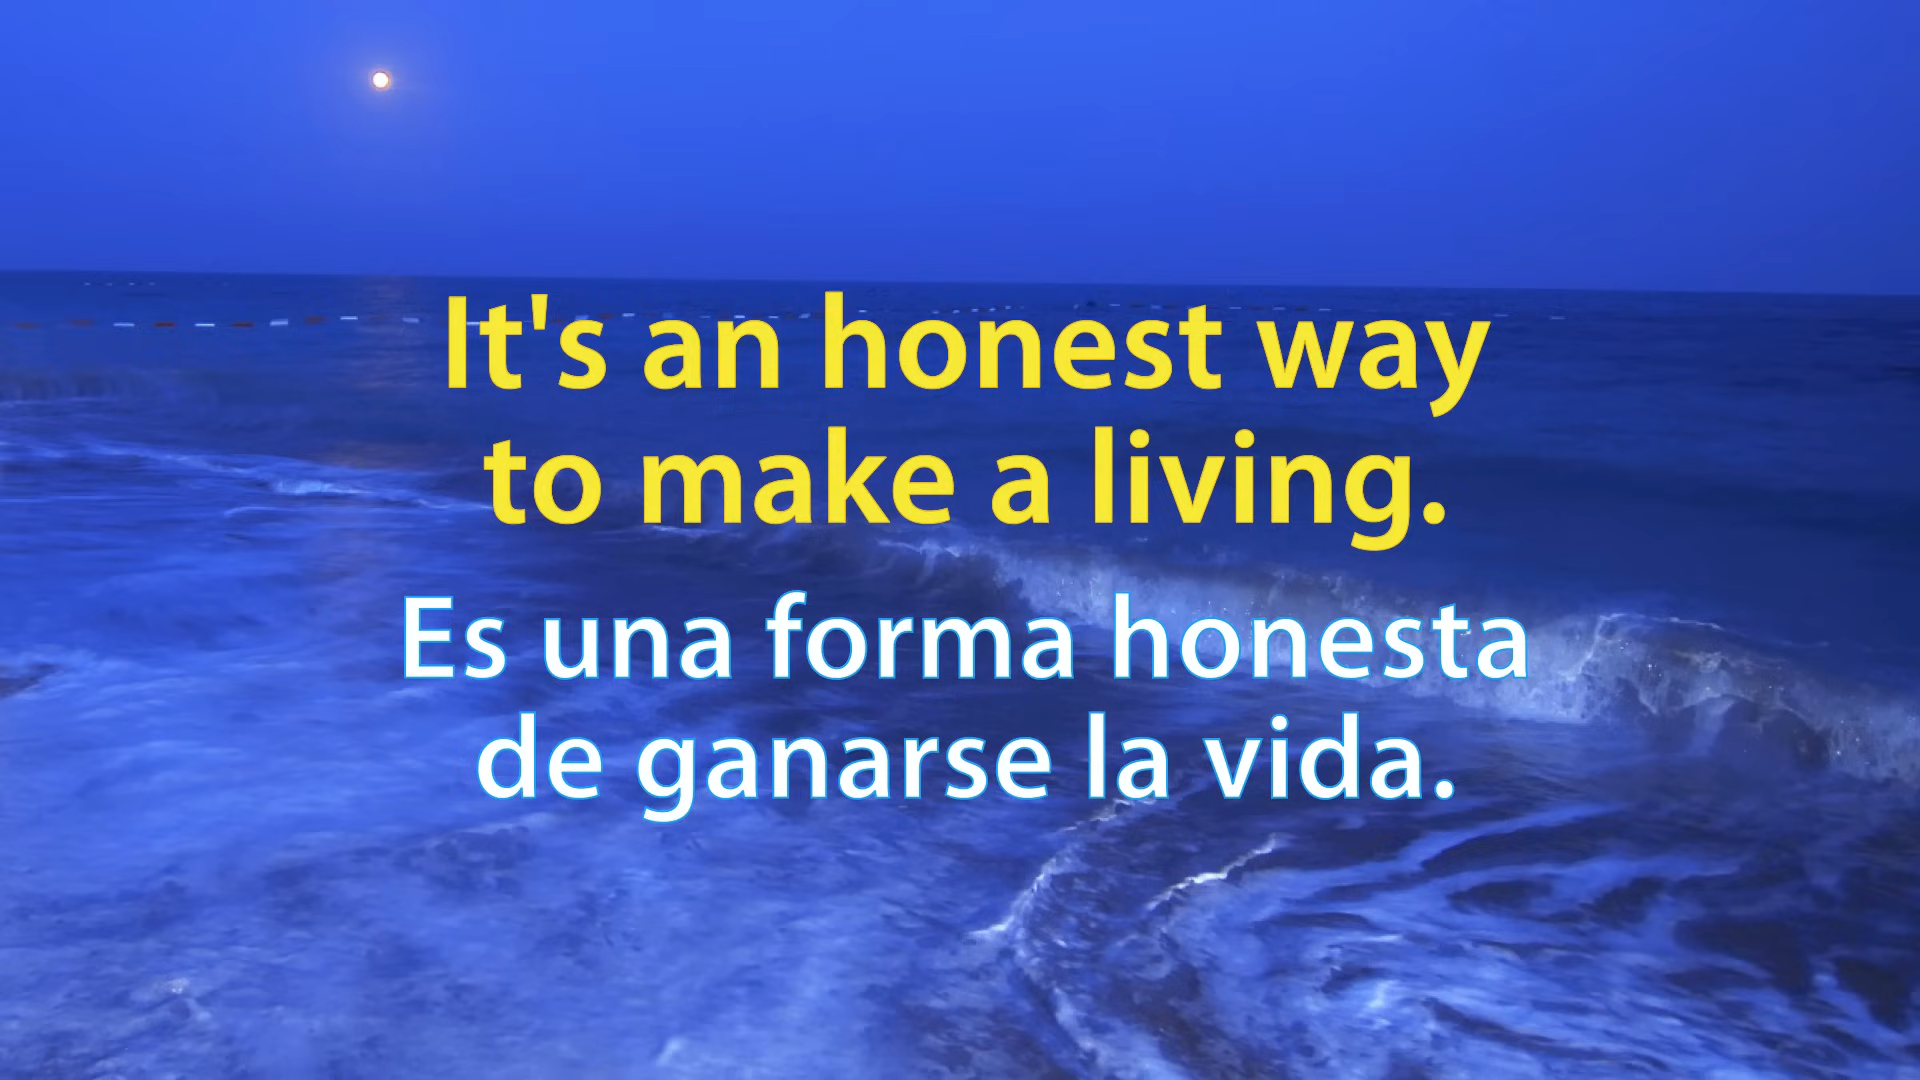 It's an honest way
to make a living.
Es una forma honesta
de ganarse la vida.